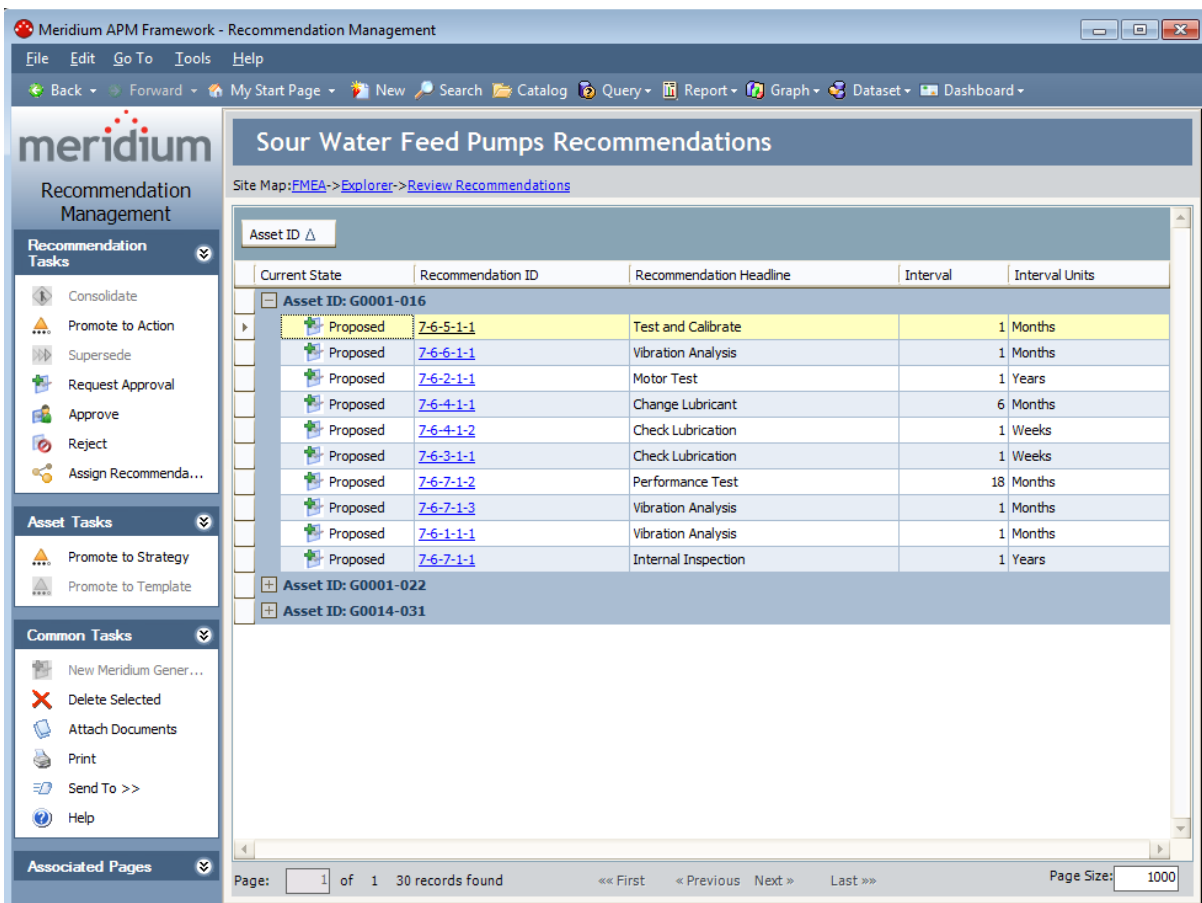 Meridium APM Framework - Recommendation Management
File Edit Go To Tools Help
Back Forward My Start Page New Search Catalog Query Report Graph Dataset Dashboard
meridium
Recommendation
Management
Recommendation
Tasks
Consolidate
Promote to Action
Supersede
Request Approval
Approve
Reject
Assign Recommenda...
Asset Tasks
Promote to Strategy
Promote to Template
Common Tasks
New Meridium Gener...
Delete Selected
Attach Documents
Print
Send To >>
Help
Associated Pages
Sour Water Feed Pumps Recommendations
Site Map:FMEA->Explorer->Review Recommendations
Asset ID △
Current State Recommendation ID Recommendation Headline Interval Interval Units
Asset ID: G0001-016
Proposed 7-6-5-1-1 Test and Calibrate 1 Months
Proposed 7-6-6-1-1 Vibration Analysis 1 Months
Proposed 7-6-2-1-1 Motor Test 1 Years
Proposed 7-6-4-1-1 Change Lubricant 6 Months
Proposed 7-6-4-1-2 Check Lubrication 1 Weeks
Proposed 7-6-3-1-1 Check Lubrication 1 Weeks
Proposed 7-6-7-1-2 Performance Test 18 Months
Proposed 7-6-7-1-3 Vibration Analysis 1 Months
Proposed 7-6-1-1-1 Vibration Analysis 1 Months
Proposed 7-6-7-1-1 Internal Inspection 1 Years
Asset ID: G0001-022
Asset ID: G0014-031
Page: 1 of 1 30 records found «« First « Previous Next » Last »» Page Size: 1000